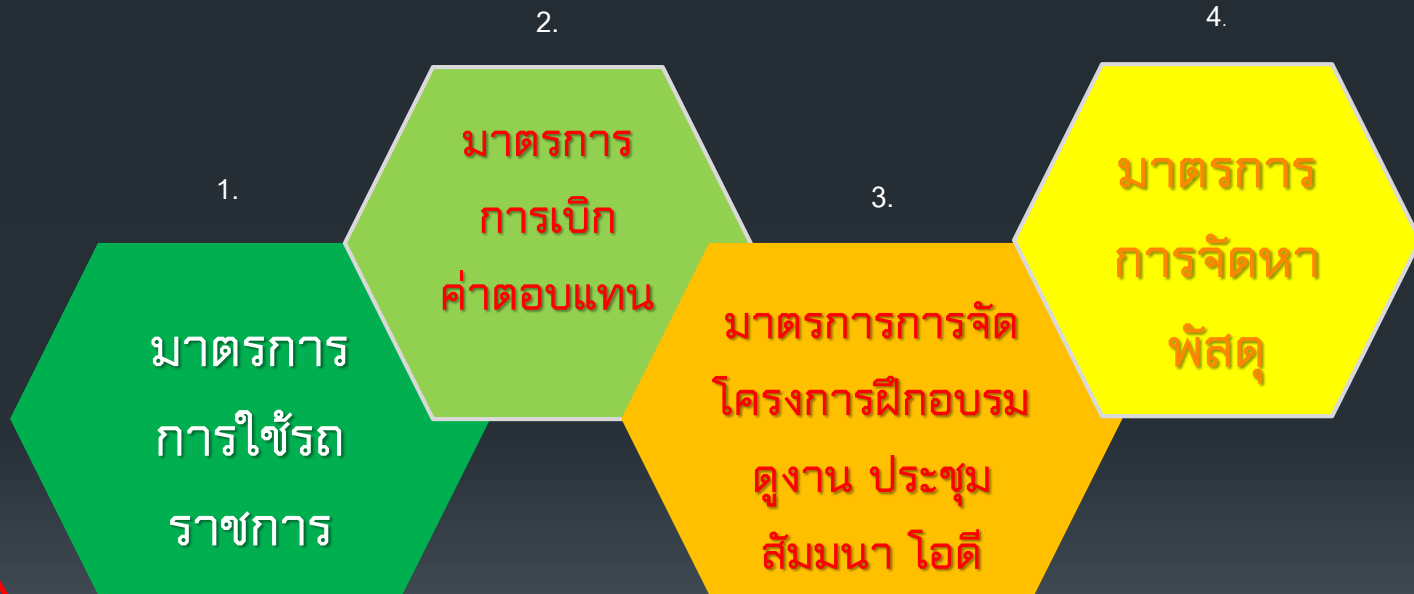 1.
มาตรการ
การใช้รถ
ราชการ
2.
มาตรการ
การเบิก
ค่าตอบแทน
3.
มาตรการการจัด
โครงการฝึกอบรม
ดูงาน ประชุม
สัมมนา โอดี
4.
มาตรการ
การจัดหา
พัสดุ